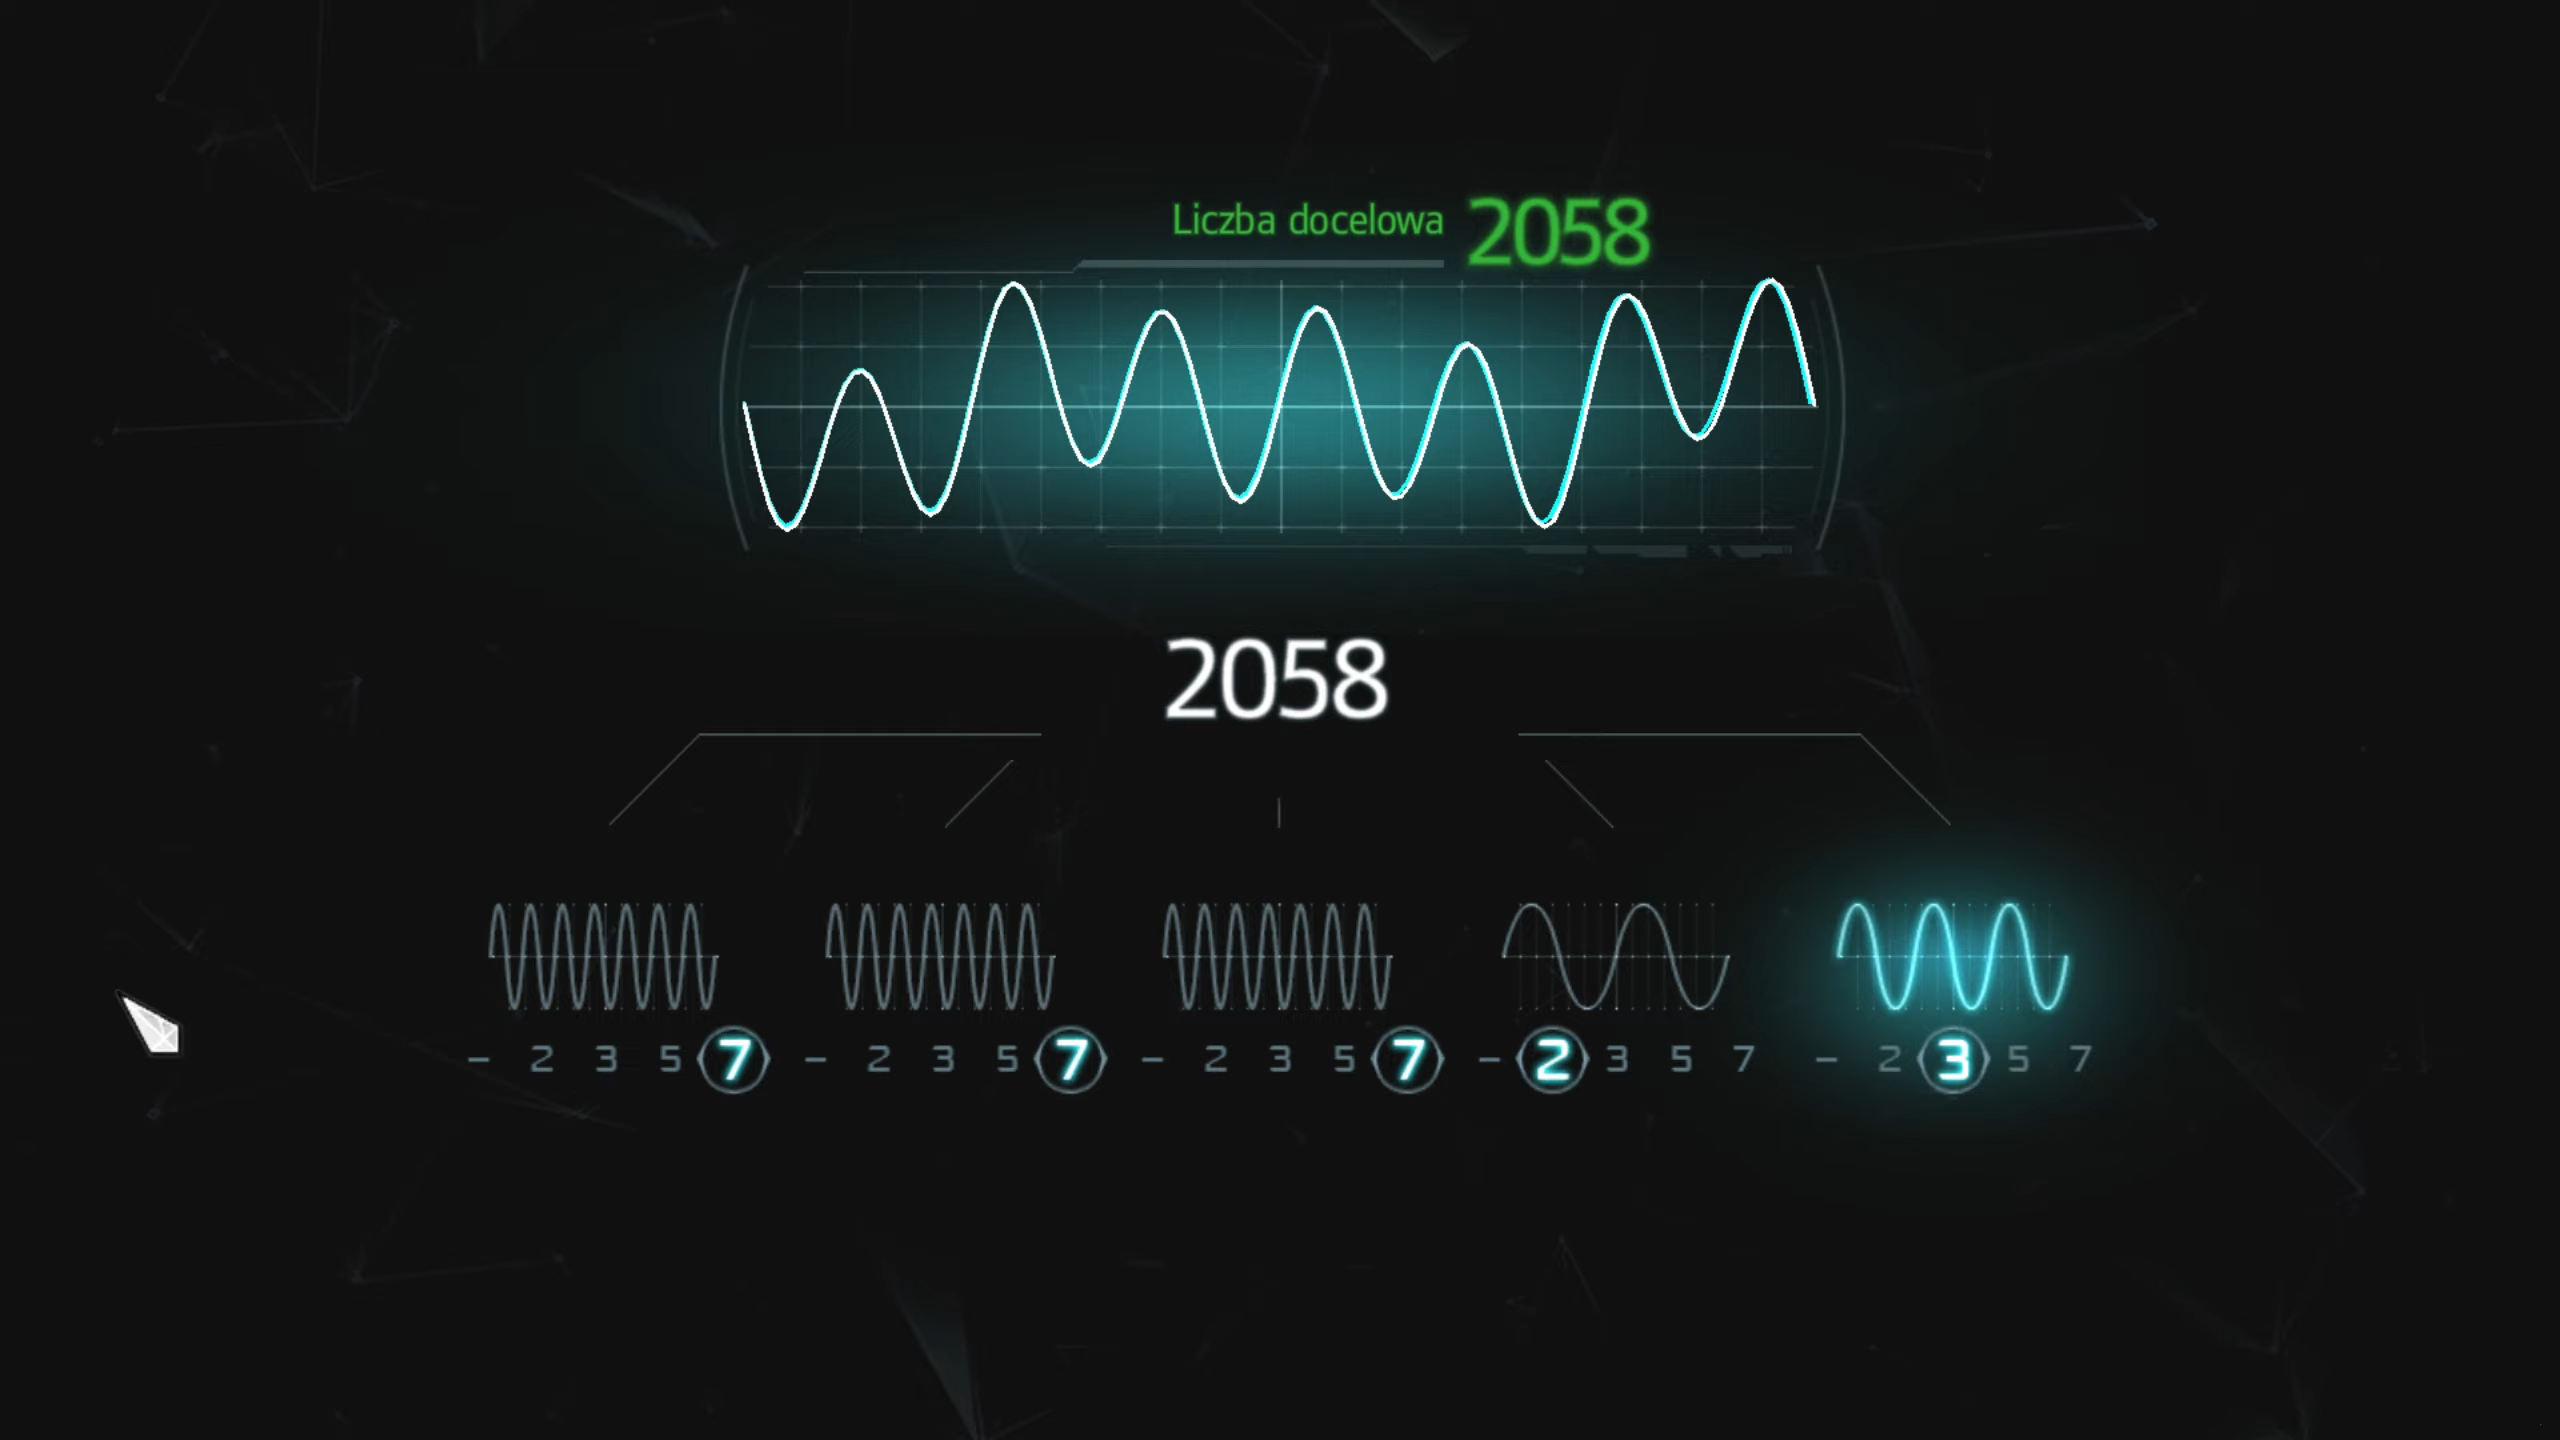 Liczba docelowa 2058
2058
– 2 3 5 7 – 2 3 5 7 – 2 3 5 7 – 2 3 5 7 – 2 3 5 7